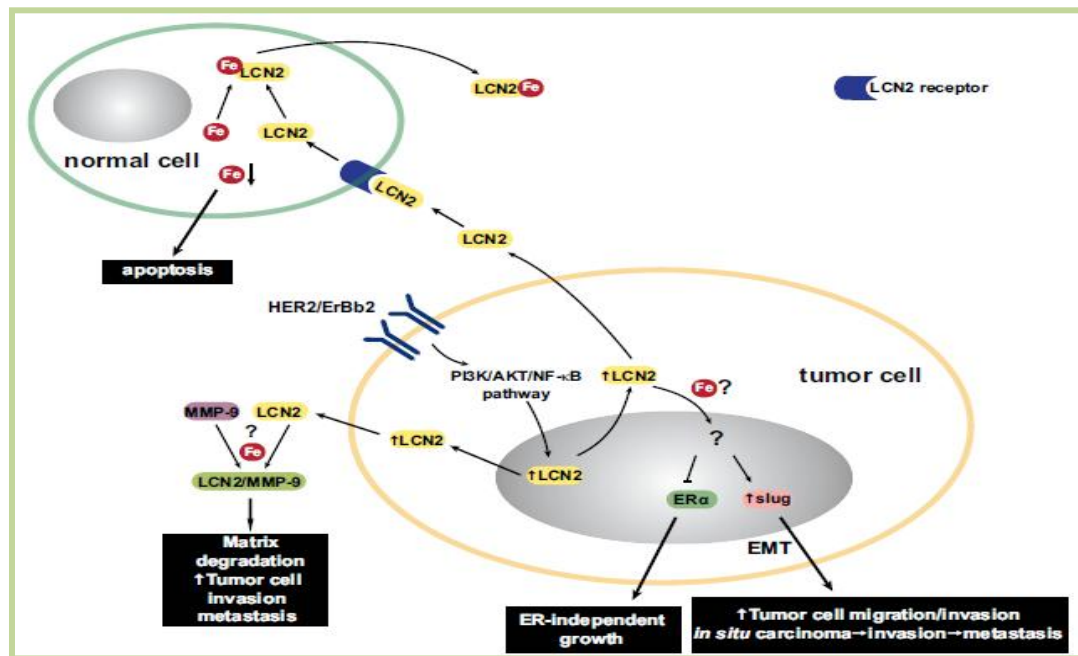 Fe
LCN2
LCN2 Fe
LCN2 receptor
Fe
LCN2
normal cell
Fe ↓
LCN2
LCN2
apoptosis
HER2/ErBb2
PI3K/AKT/NF-κB
pathway
↑LCN2
Fe ?
tumor cell
MMP-9
LCN2
?
Fe
↑LCN2
?
LCN2/MMP-9
↑LCN2
ERα
↑slug
EMT
Matrix
degradation
↑Tumor cell
invasion
metastasis
ER-independent
growth
↑Tumor cell migration/invasion
in situ carcinoma→invasion→metastasis